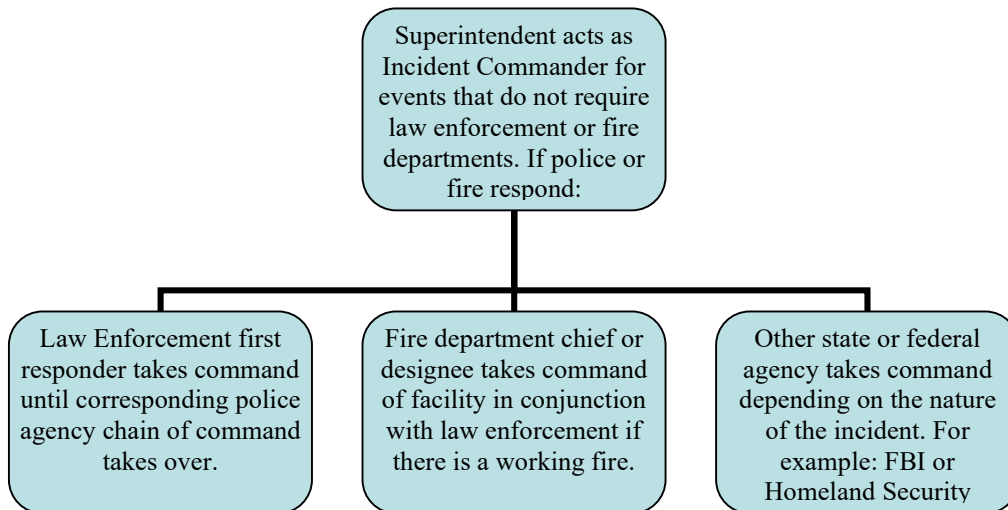 Superintendent acts as
Incident Commander for
events that do not require
law enforcement or fire
departments. If police or
fire respond:
Law Enforcement first
responder takes command
until corresponding police
agency chain of command
takes over.
Fire department chief or
designee takes command
of facility in conjunction
with law enforcement if
there is a working fire.
Other state or federal
agency takes command
depending on the nature
of the incident. For
example: FBI or
Homeland Security